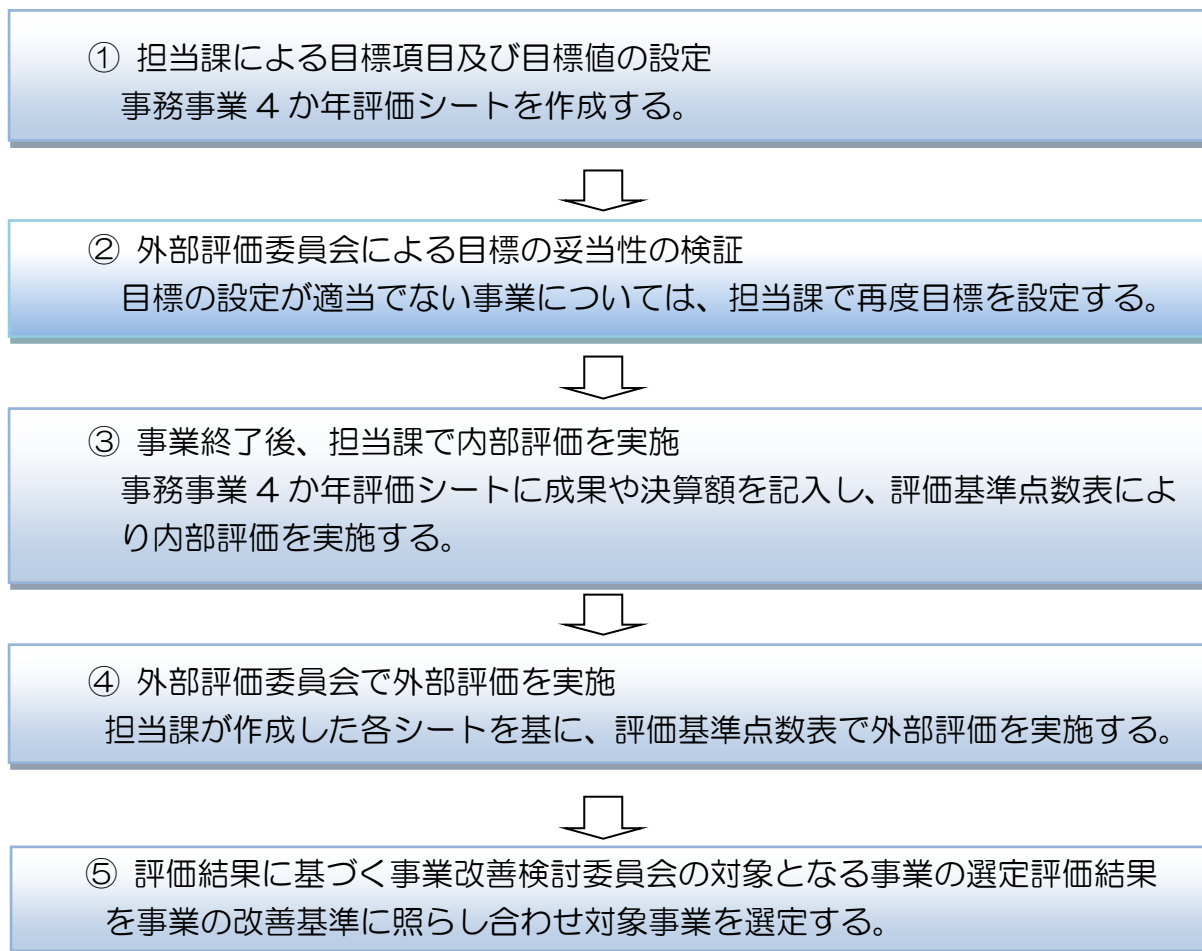 ① 担当課による目標項目及び目標値の設定
事務事業4か年評価シートを作成する。
② 外部評価委員会による目標の妥当性の検証
目標の設定が適当でない事業については、担当課で再度目標を設定する。
③ 事業終了後、担当課で内部評価を実施
事務事業4か年評価シートに成果や決算額を記入し、評価基準点数表によ
り内部評価を実施する。
④ 外部評価委員会で外部評価を実施
担当課が作成した各シートを基に、評価基準点数表で外部評価を実施する。
⑤ 評価結果に基づく事業改善検討委員会の対象となる事業の選定評価結果
を事業の改善基準に照らし合わせ対象事業を選定する。